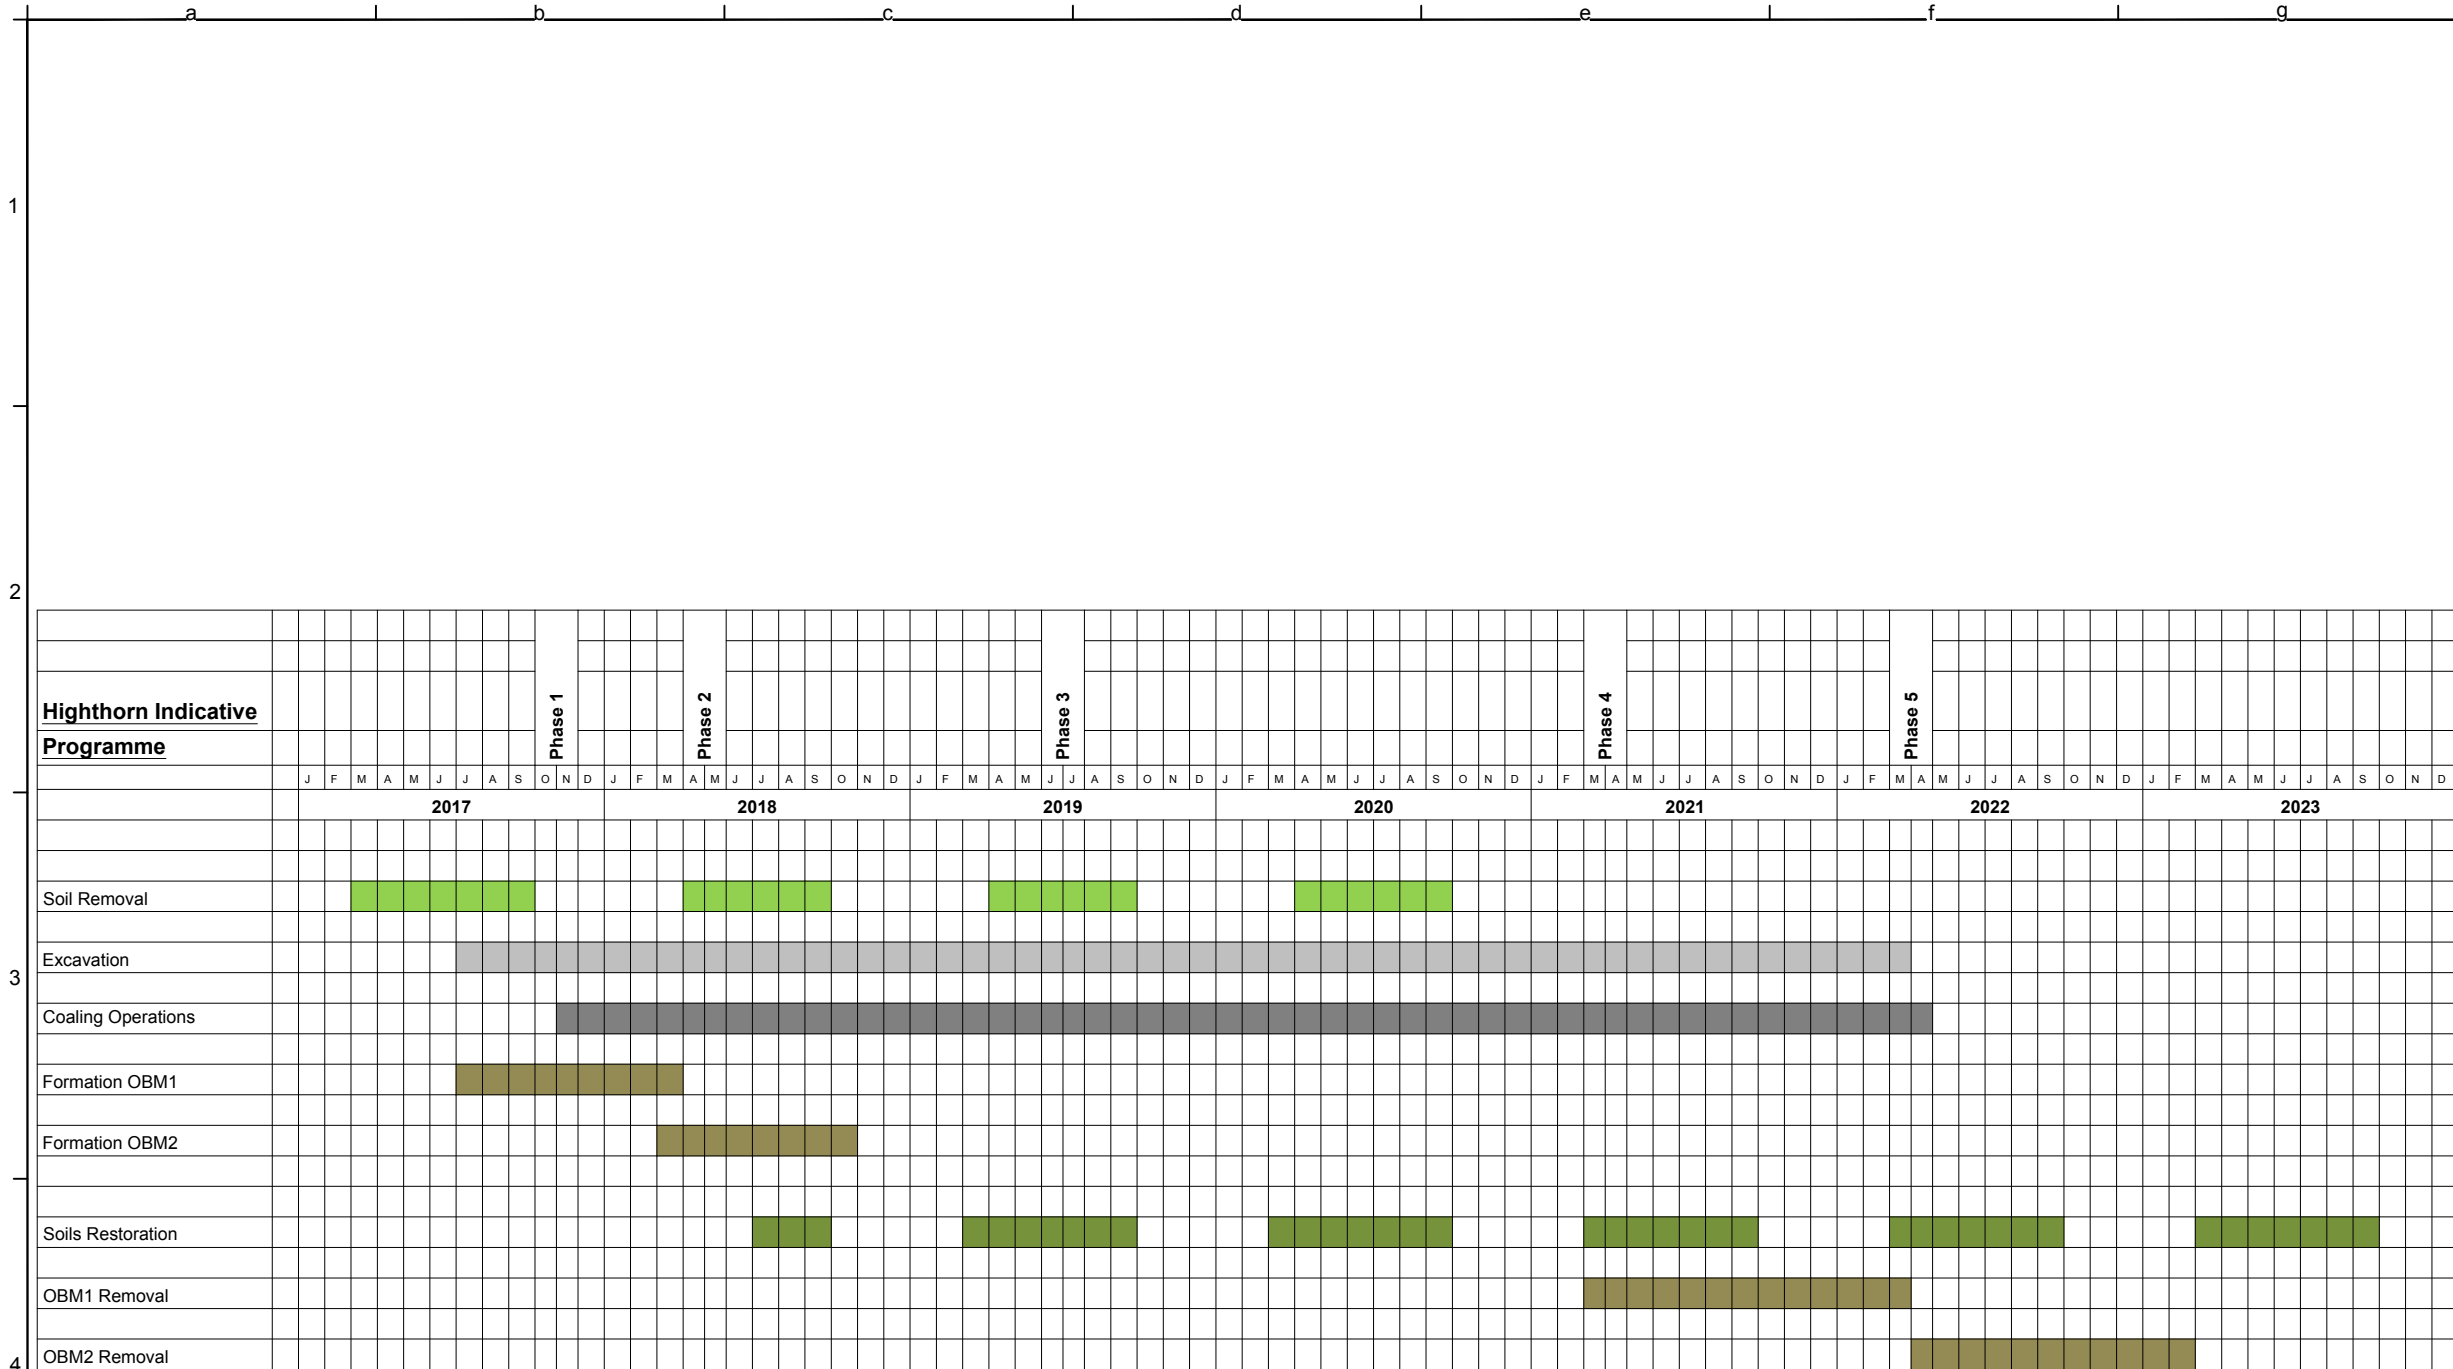 a b c d e f g
1
2
Highthorn Indicative
Programme
Phase 1
Phase 2
Phase 3
Phase 4
Phase 5
J F M A M J J A S O N D J F M A M J J A S O N D J F M A M J J A S O N D J F M A M J J A S O N D J F M A M J J A S O N D J F M A M J J A S O N D J F M A M J J A S O N D
2017 2018 2019 2020 2021 2022 2023
Soil Removal
Excavation
3
Coaling Operations
Formation OBM1
Formation OBM2
Soils Restoration
OBM1 Removal
OBM2 Removal
4